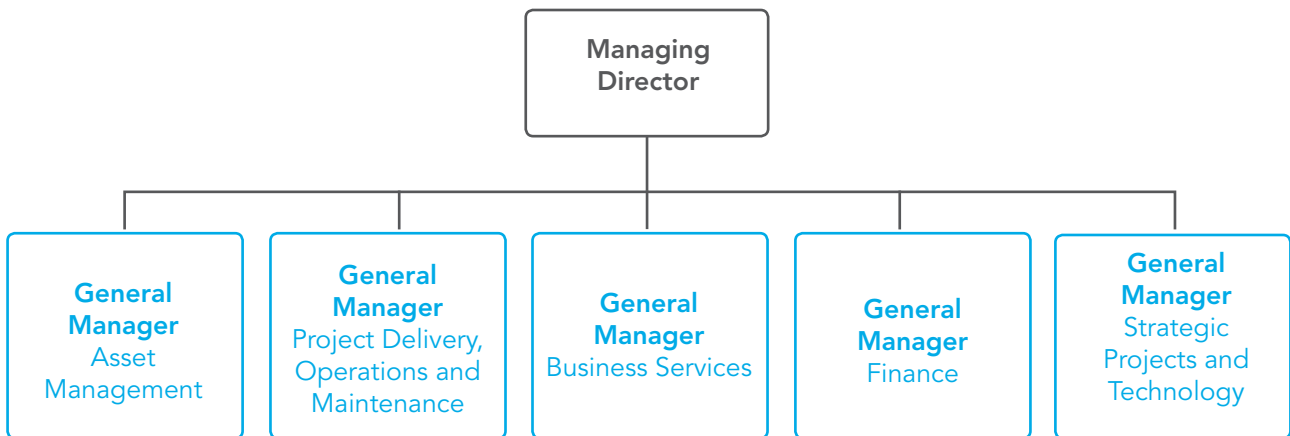 Managing
Director
General
Manager
Asset
Management
General
Manager
Project Delivery,
Operations and
Maintenance
General
Manager
Business Services
General
Manager
Finance
General
Manager
Strategic
Projects and
Technology